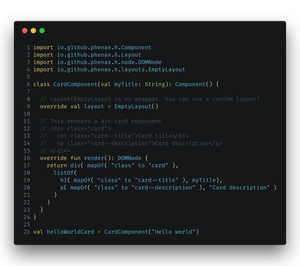 1 import io.github.phenax.h.Component
2 import io.github.phenax.h.Layout
3 import io.github.phenax.h.node.DOMNode
4 import io.github.phenax.h.layouts.EmptyLayout
5
6 class CardComponent(val myTitle: String): Component() {
7
8 // Layout(EmptyLayout is no wrapper. You can use a custom layout)
9 override val layout = EmptyLayout()
10
11 // This renders a div card component
12 // <div class="card">
13 // <h1 class="card--title">Card title</h1>
14 // <p class="card--description">Card description</p>
15 // </div>
16 override fun render(): DOMNode {
17 return div( mapOf( "class" to "card" ),
18 listOf(
19 h1( mapOf( "class" to "card--title" ), myTitle),
20 p( mapOf( "class" to "card--description" ), "Card description" )
21 )
22 )
23 }
24 }
25
26 val helloWorldCard = CardComponent("Hello world")